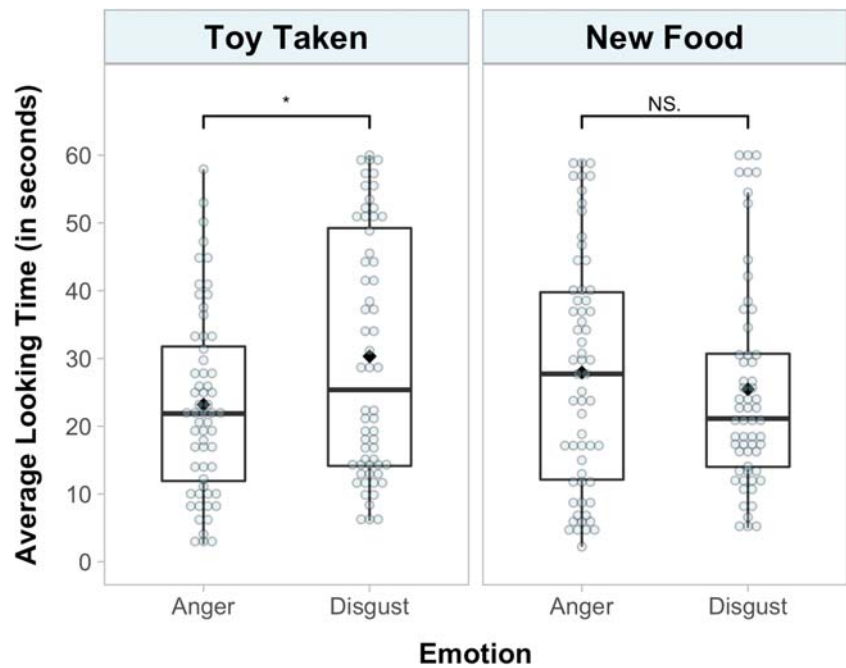 Toy Taken
New Food
*
NS.
Average Looking Time (in seconds)
60
50
40
30
20
10
0
Anger
Disgust
Anger
Disgust
Emotion